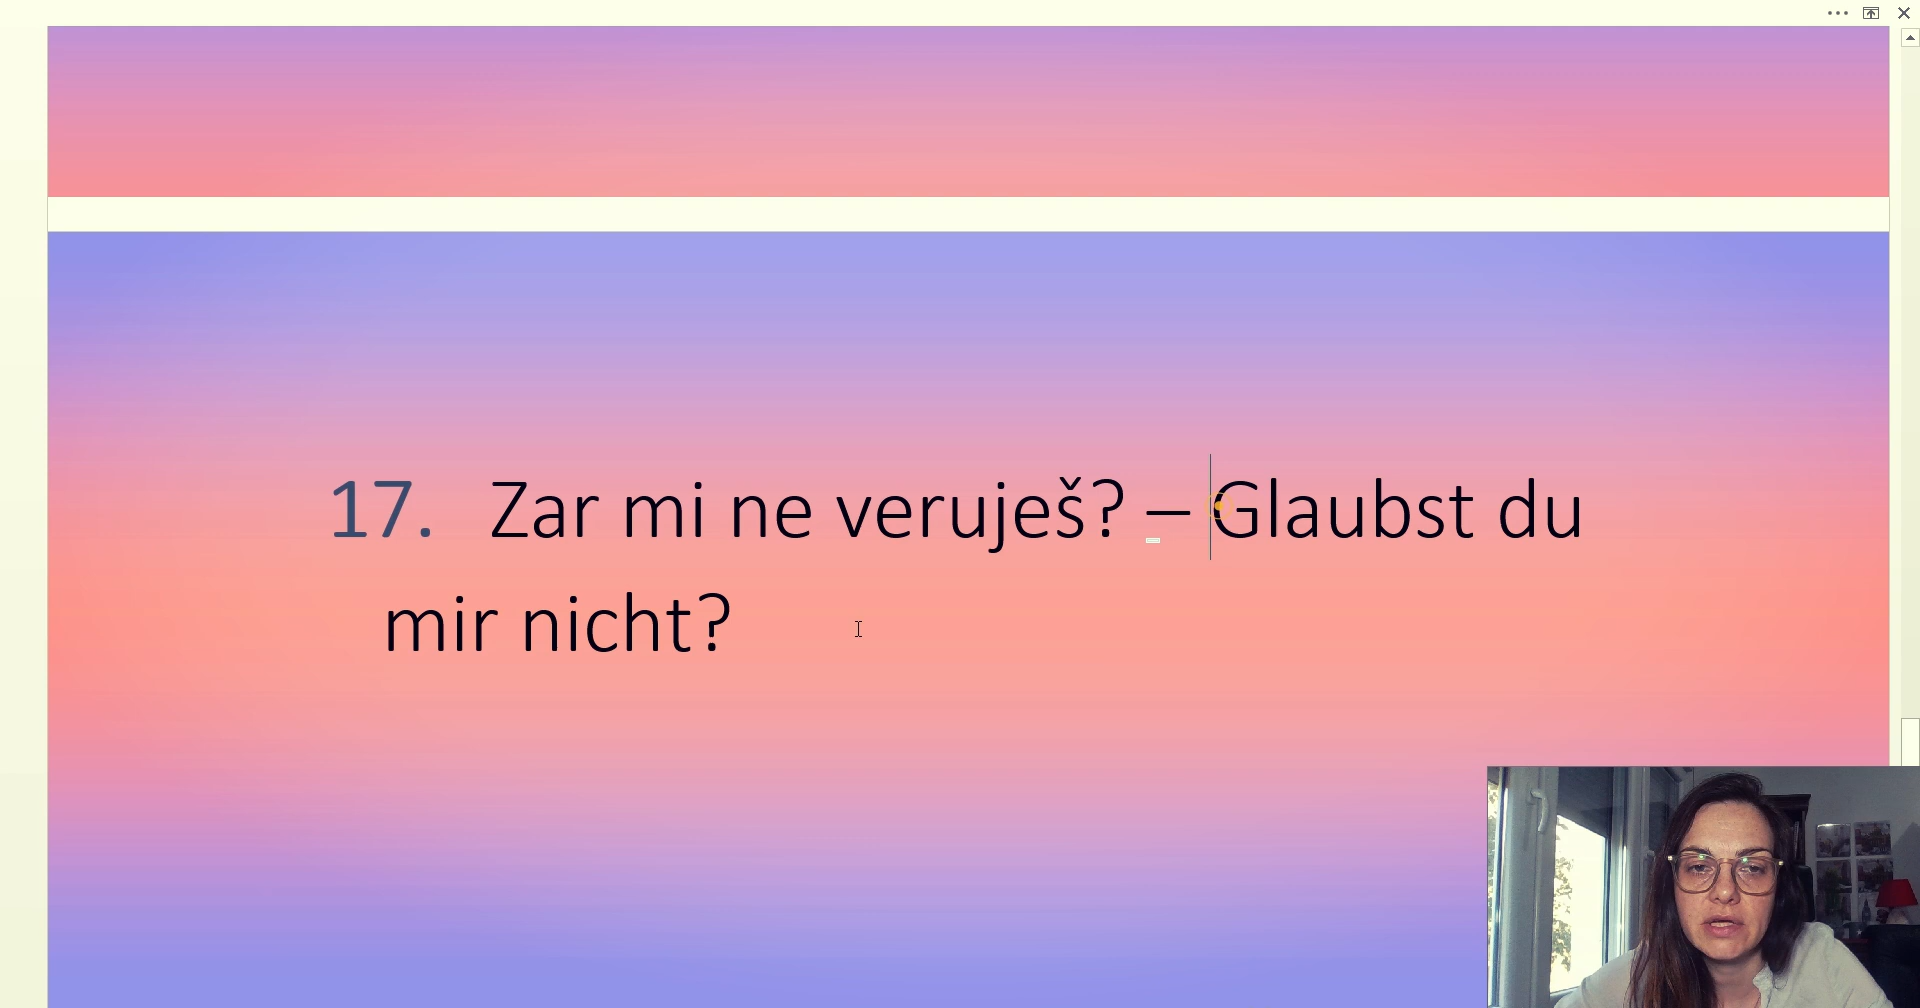 17. Zar mi ne veruješ? – Glaubst du
mir nicht?